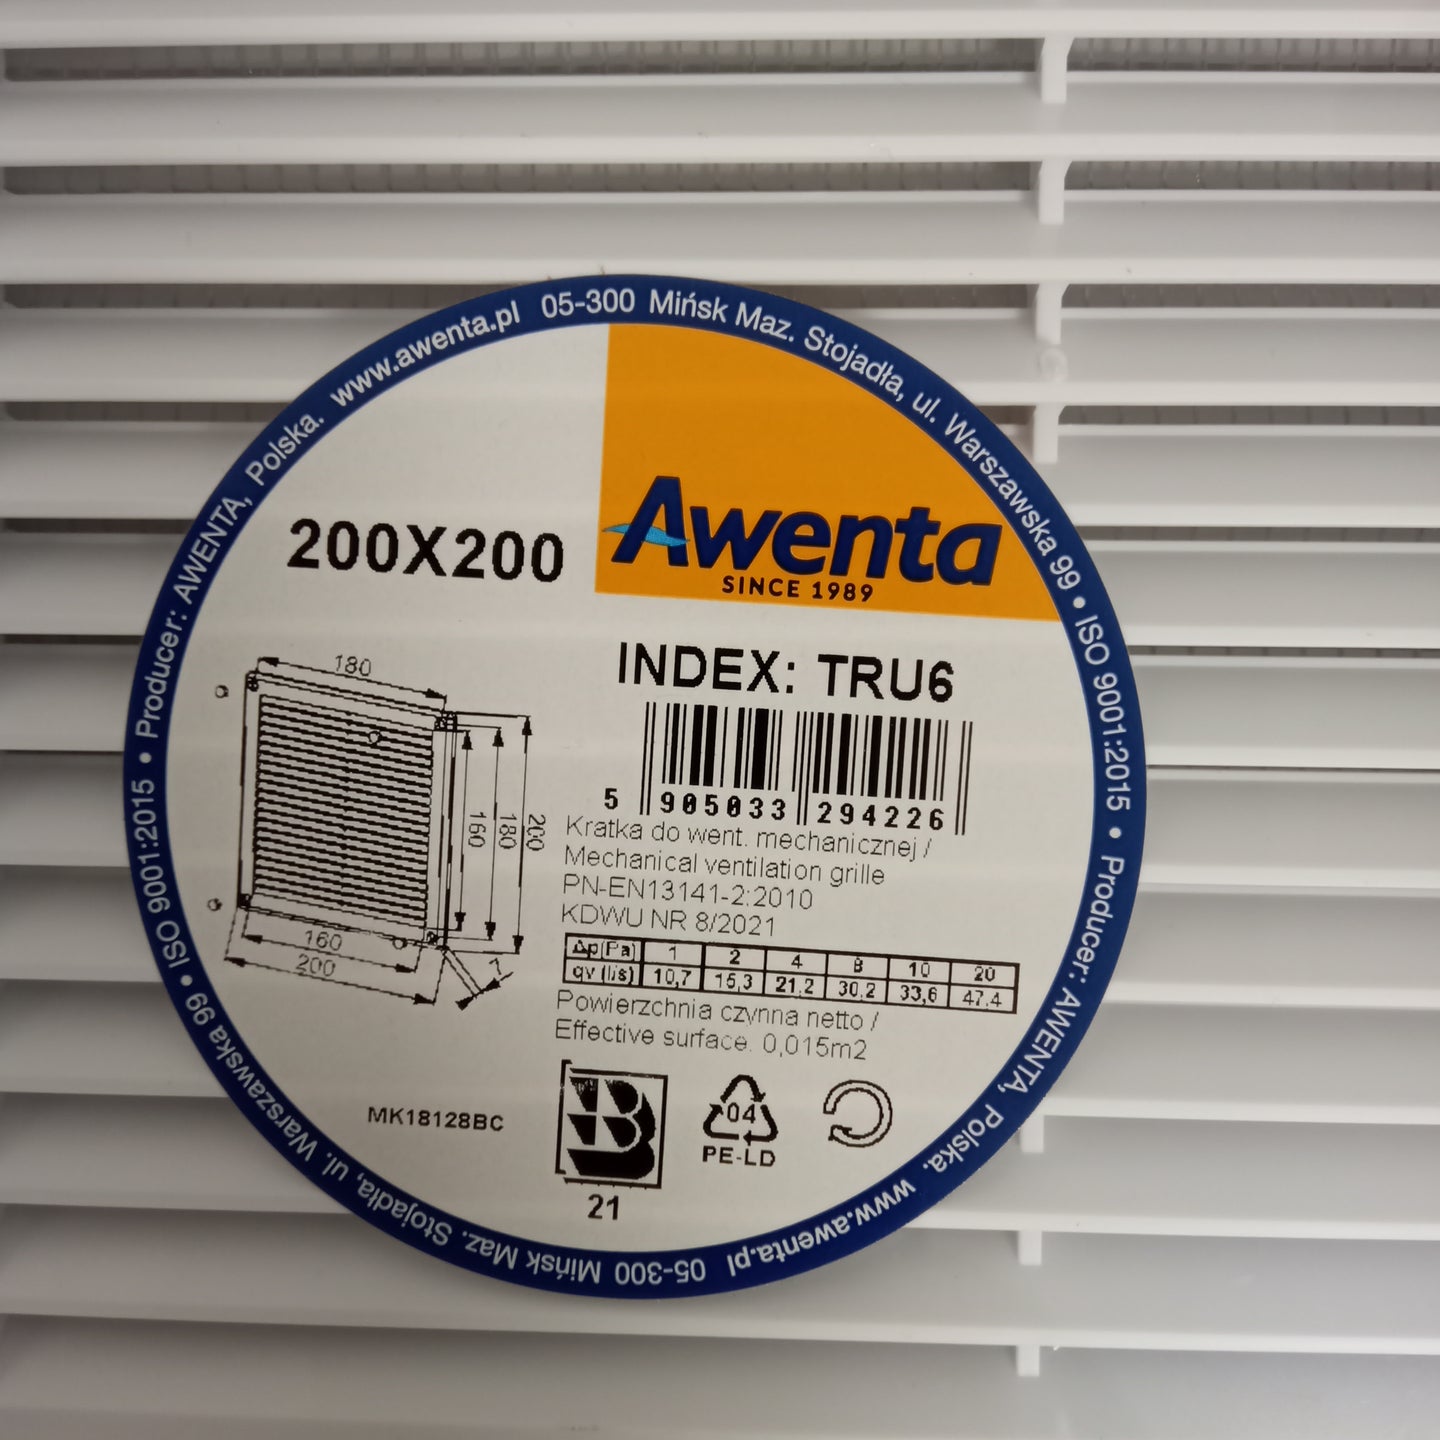 Producer: AWENTA, Polska. www.awenta.pl 05-300 Mińsk Maz. Stojadła, ul. Warszawska 99 • ISO 9001:2015 •
Producer: AWENTA, Polska. www.awenta.pl 05-300 Mińsk Maz. Stojadła, ul. Warszawska 99 • ISO 9001:2015 •
200X200
Awenta
SINCE 1989
INDEX: TRU6
5 905033 294226
180
160
180
200
160
200
7
Kratka do went. mechanicznej /
Mechanical ventilation grille
PN-EN13141-2:2010
KDWU NR 8/2021
Δp(Pa) 1 2 4 8 10 20
qv (l/s) 10,7 15,3 21,2 30,2 33,6 47,4
Powierzchnia czynna netto /
Effective surface. 0,015m2
MK18128BC
B
21
04
PE-LD